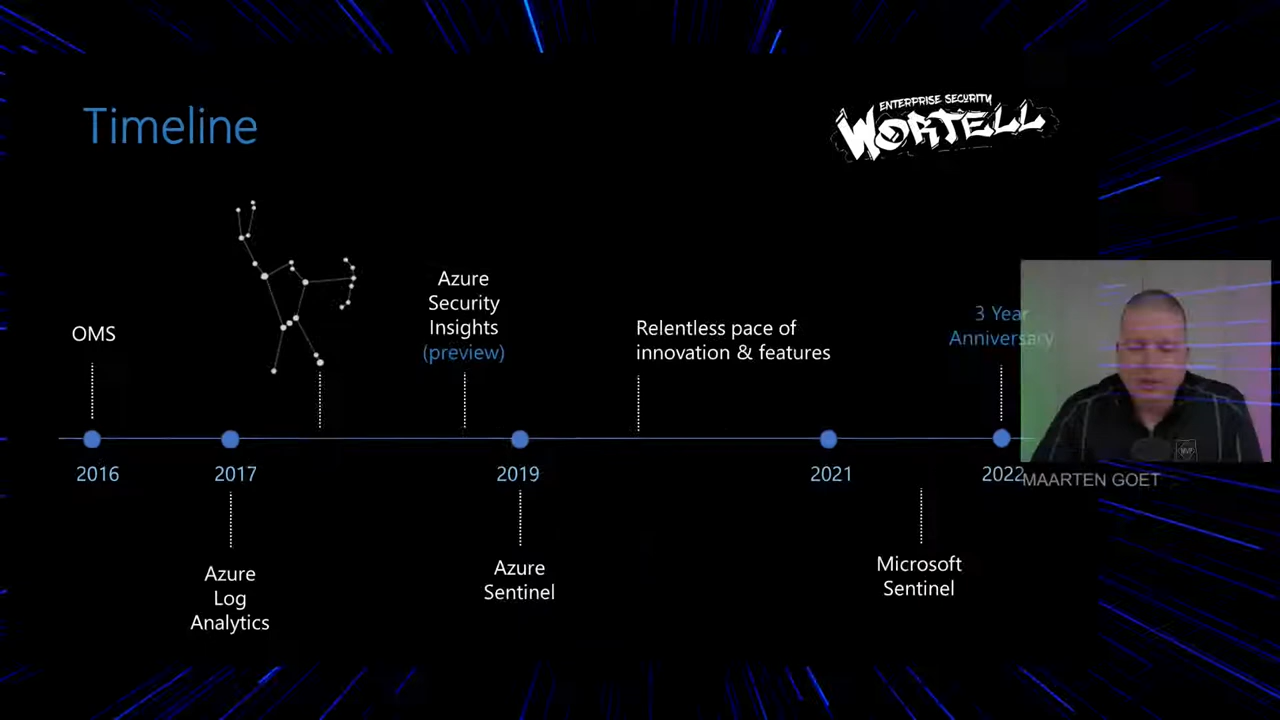 Timeline
ENTERPRISE SECURITY
WORTELL
OMS
Azure
Security
Insights
(preview)
Relentless pace of
innovation & features
3 Year
Anniversary
2016
2017
2019
2021
2022
MAARTEN GOET
Azure
Log
Analytics
Azure
Sentinel
Microsoft
Sentinel